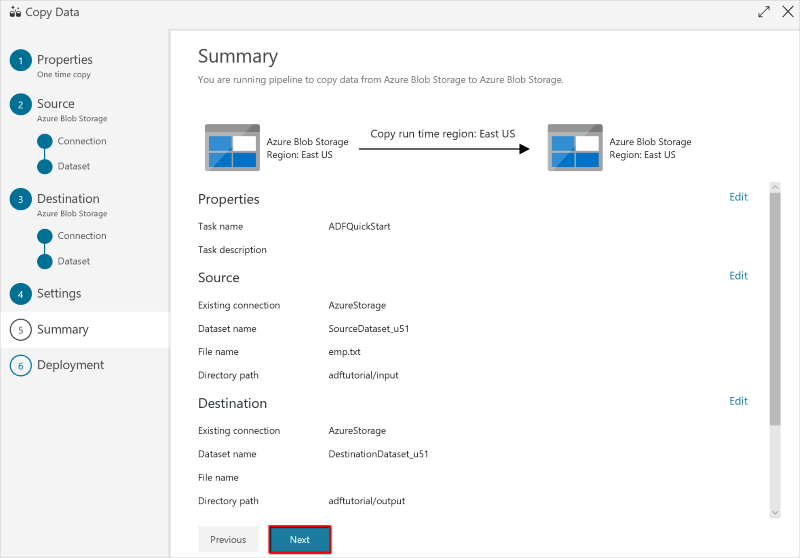 Copy Data
1 Properties
One time copy
2 Source
Azure Blob Storage
Connection
Dataset
3 Destination
Azure Blob Storage
Connection
Dataset
4 Settings
5 Summary
6 Deployment
Summary
You are running pipeline to copy data from Azure Blob Storage to Azure Blob Storage.
Azure Blob Storage
Region: East US
Copy run time region: East US
Azure Blob Storage
Region: East US
Properties Edit
Task name ADFQuickStart
Task description
Source Edit
Existing connection AzureStorage
Dataset name SourceDataset_u51
File name emp.txt
Directory path adftutorial/input
Destination Edit
Existing connection AzureStorage
Dataset name DestinationDataset_u51
File name
Directory path adftutorial/output
Previous Next